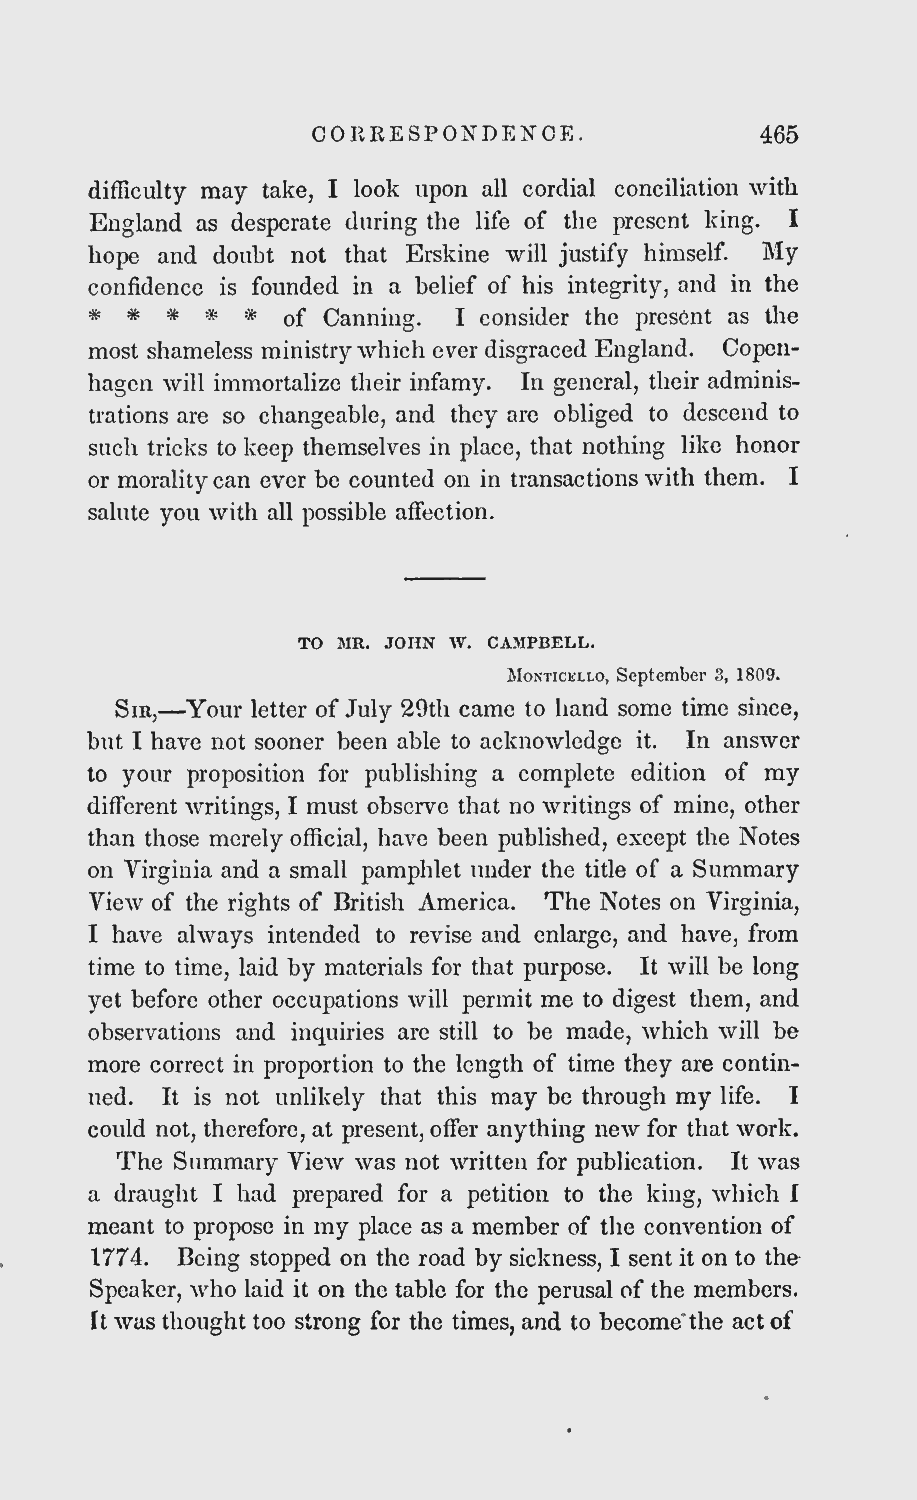 CORRESPONDENCE. 465
difficulty may take, I look upon all cordial conciliation with
England as desperate during the life of the present king. I
hope and doubt not that Erskine will justify himself. My
confidence is founded in a belief of his integrity, and in the
* * * * * of Canning. I consider the present as the
most shameless ministry which ever disgraced England. Copen-
hagen will immortalize their infamy. In general, their adminis-
trations are so changeable, and they are obliged to descend to
such tricks to keep themselves in place, that nothing like honor
or morality can ever be counted on in transactions with them. I
salute you with all possible affection.
TO MR. JOHN W. CAMPBELL.
Monticello, September 3, 1809.
Sir,—Your letter of July 29th came to hand some time since,
but I have not sooner been able to acknowledge it. In answer
to your proposition for publishing a complete edition of my
different writings, I must observe that no writings of mine, other
than those merely official, have been published, except the Notes
on Virginia and a small pamphlet under the title of a Summary
View of the rights of British America. The Notes on Virginia,
I have always intended to revise and enlarge, and have, from
time to time, laid by materials for that purpose. It will be long
yet before other occupations will permit me to digest them, and
observations and inquiries are still to be made, which will be
more correct in proportion to the length of time they are contin-
ued. It is not unlikely that this may be through my life. I
could not, therefore, at present, offer anything new for that work.
The Summary View was not written for publication. It was
a draught I had prepared for a petition to the king, which I
meant to propose in my place as a member of the convention of
1774. Being stopped on the road by sickness, I sent it on to the
Speaker, who laid it on the table for the perusal of the members.
It was thought too strong for the times, and to become the act of